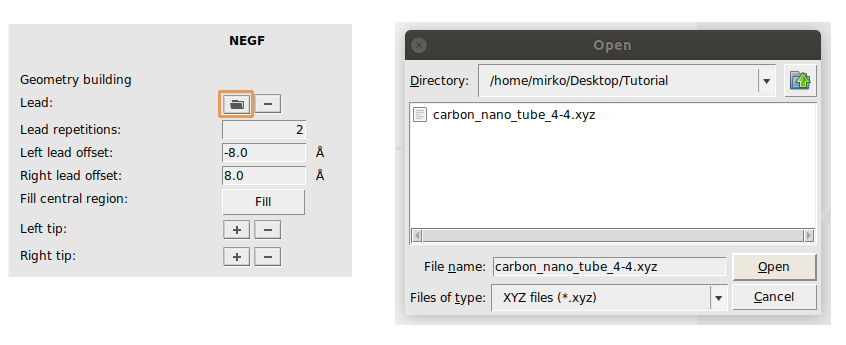 NEGF
Geometry building
Lead:
Lead repetitions: 2
Left lead offset: -8.0 Å
Right lead offset: 8.0 Å
Fill central region: Fill
Left tip: + −
Right tip: + −
Open
Directory: /home/mirko/Desktop/Tutorial
carbon_nano_tube_4-4.xyz
File name: carbon_nano_tube_4-4.xyz Open
Files of type: XYZ files (*.xyz) Cancel